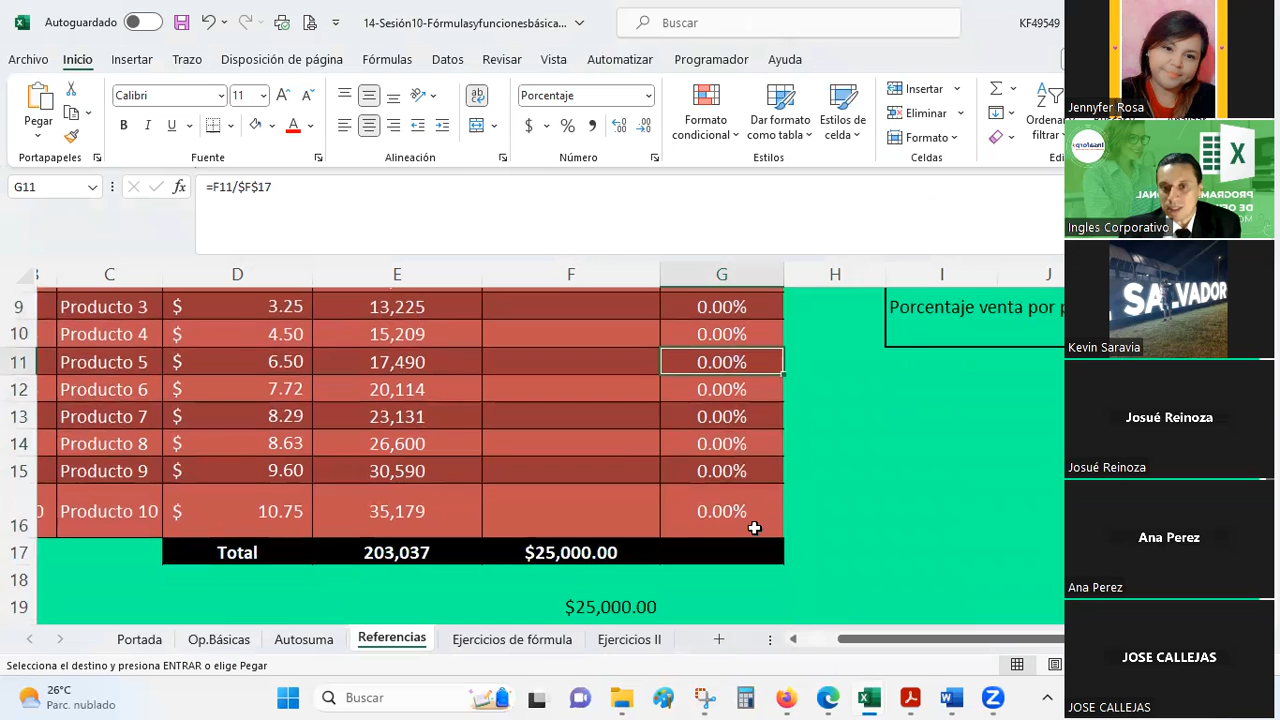 Autoguardado
14-Sesión10-Fórmulasyfuncionesbásica...
Buscar
KF49549
Archivo Inicio Insertar Trazo Disposición de página Fórmulas Datos Revisar Vista Automatizar Programador Ayuda
Pegar
Portapapeles
Calibri 11
N K S
Fuente
Alineación
Porcentaje
$ % 
Número
Formato condicional
Dar formato como tabla
Estilos de celda
Estilos
Insertar
Eliminar
Formato
Celdas
Ordenar
filtrar
G11
=F11/$F$17
C D E F G H I J
9 Producto 3 $ 3.25 13,225 0.00% Porcentaje venta por
10 Producto 4 $ 4.50 15,209 0.00%
11 Producto 5 $ 6.50 17,490 0.00%
12 Producto 6 $ 7.72 20,114 0.00%
13 Producto 7 $ 8.29 23,131 0.00%
14 Producto 8 $ 8.63 26,600 0.00%
15 Producto 9 $ 9.60 30,590 0.00%
16 0 Producto 10 $ 10.75 35,179 0.00%
17 Total 203,037 $25,000.00
18
19 $25,000.00
Portada Op.Básicas Autosuma Referencias Ejercicios de fórmula Ejercicios II
Selecciona el destino y presiona ENTRAR o elige Pegar
26°C
Parc. nublado
Buscar
Jennyfer Rosa
PROGRAMA
DE
Ingles Corporativo
SALVADOR
Kevin Saravia
Josué Reinoza
Josué Reinoza
Ana Perez
Ana Perez
JOSE CALLEJAS
JOSE CALLEJAS